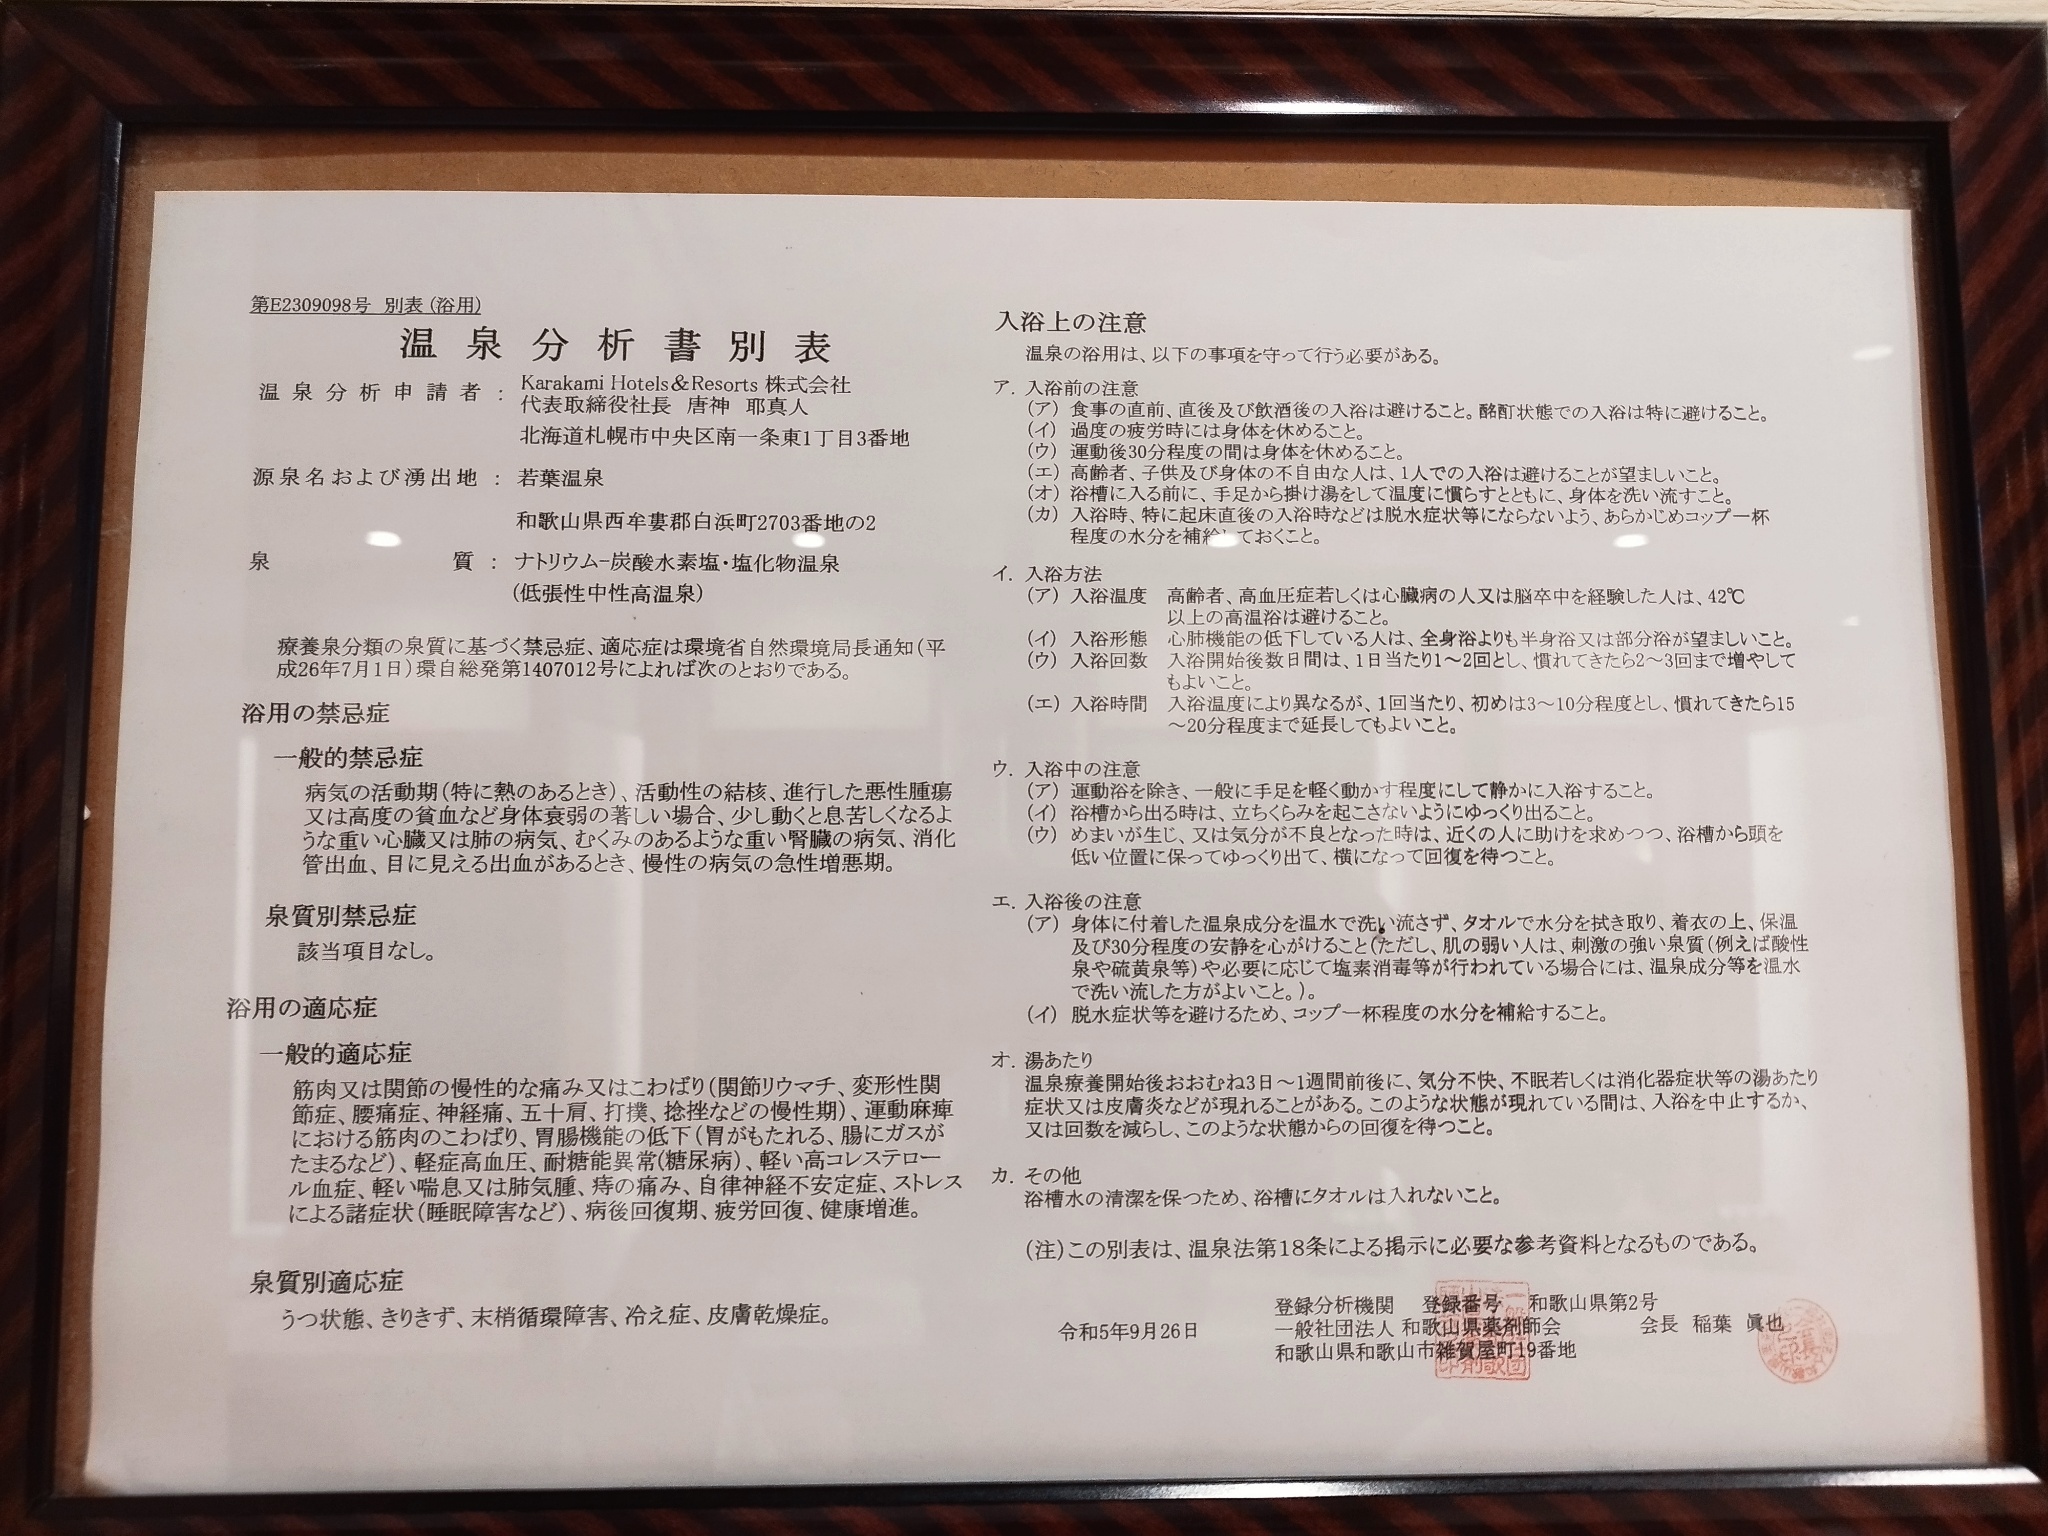 第E2309098号 別表(浴用)
温泉分析書別表
温泉分析申請者：Karakami Hotels&Resorts 株式会社
代表取締役社長 唐神 耶真人
北海道札幌市中央区南一条東1丁目3番地
源泉名および湧出地：若葉温泉
和歌山県西牟婁郡白浜町2703番地の2
泉質：ナトリウム-炭酸水素塩・塩化物温泉
(低張性中性高温泉)
療養泉分類の泉質に基づく禁忌症、適応症は環境省自然環境局長通知(平
成26年7月1日)環自総発第1407012号によれば次のとおりである。
浴用の禁忌症
一般的禁忌症
病気の活動期(特に熱のあるとき)、活動性の結核、進行した悪性腫瘍
又は高度の貧血など身体衰弱の著しい場合、少し動くと息苦しくなるよ
うな重い心臓又は肺の病気、むくみのあるような重い腎臓の病気、消化
管出血、目に見える出血があるとき、慢性の病気の急性増悪期。
泉質別禁忌症
該当項目なし。
浴用の適応症
一般的適応症
筋肉又は関節の慢性的な痛み又はこわばり(関節リウマチ、変形性関
節症、腰痛症、神経痛、五十肩、打撲、捻挫などの慢性期)、運動麻痺
における筋肉のこわばり、胃腸機能の低下(胃がもたれる、腸にガスが
たまるなど)、軽症高血圧、耐糖能異常(糖尿病)、軽い高コレステロー
ル血症、軽い喘息又は肺気腫、痔の痛み、自律神経不安定症、ストレス
による諸症状(睡眠障害など)、病後回復期、疲労回復、健康増進。
泉質別適応症
うつ状態、きりきず、末梢循環障害、冷え症、皮膚乾燥症。
入浴上の注意
温泉の浴用は、以下の事項を守って行う必要がある。
ア. 入浴前の注意
(ア) 食事の直前、直後及び飲酒後の入浴は避けること。酩酊状態での入浴は特に避けること。
(イ) 過度の疲労時には身体を休めること。
(ウ) 運動後30分程度の間は身体を休めること。
(エ) 高齢者、子供及び身体の不自由な人は、1人での入浴は避けることが望ましいこと。
(オ) 浴槽に入る前に、手足から掛け湯をして温度に慣らすとともに、身体を洗い流すこと。
(カ) 入浴時、特に起床直後の入浴時などは脱水症状等にならないよう、あらかじめコップ一杯
程度の水分を補給しておくこと。
イ. 入浴方法
(ア) 入浴温度 高齢者、高血圧症若しくは心臓病の人又は脳卒中を経験した人は、42℃
以上の高温浴は避けること。
(イ) 入浴形態 心肺機能の低下している人は、全身浴よりも半身浴又は部分浴が望ましいこと。
(ウ) 入浴回数 入浴開始後数日間は、1日当たり1～2回とし、慣れてきたら2～3回まで増やして
もよいこと。
(エ) 入浴時間 入浴温度により異なるが、1回当たり、初めは3～10分程度とし、慣れてきたら15
～20分程度まで延長してもよいこと。
ウ. 入浴中の注意
(ア) 運動浴を除き、一般に手足を軽く動かす程度にして静かに入浴すること。
(イ) 浴槽から出る時は、立ちくらみを起こさないようにゆっくり出ること。
(ウ) めまいが生じ、又は気分が不良となった時は、近くの人に助けを求めつつ、浴槽から頭を
低い位置に保ってゆっくり出て、横になって回復を待つこと。
エ. 入浴後の注意
(ア) 身体に付着した温泉成分を温水で洗い流さず、タオルで水分を拭き取り、着衣の上、保温
及び30分程度の安静を心がけること(ただし、肌の弱い人は、刺激の強い泉質(例えば酸性
泉や硫黄泉等)や必要に応じて塩素消毒等が行われている場合には、温泉成分等を温水
で洗い流した方がよいこと。)。
(イ) 脱水症状等を避けるため、コップ一杯程度の水分を補給すること。
オ. 湯あたり
温泉療養開始後おおむね3日～1週間前後に、気分不快、不眠若しくは消化器症状等の湯あたり
症状又は皮膚炎などが現れることがある。このような状態が現れている間は、入浴を中止するか、
又は回数を減らし、このような状態からの回復を待つこと。
カ. その他
浴槽水の清潔を保つため、浴槽にタオルは入れないこと。
(注)この別表は、温泉法第18条による掲示に必要な参考資料となるものである。
令和5年9月26日
登録分析機関 登録番号 和歌山県第2号
一般社団法人 和歌山県薬剤師会 会長 稲葉 眞也
和歌山県和歌山市雑賀屋町19番地